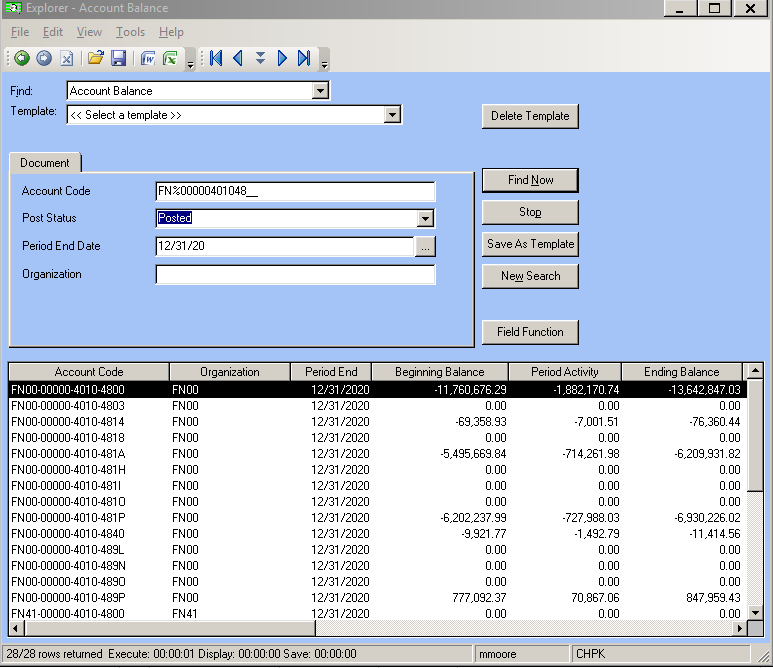 Explorer - Account Balance
File Edit View Tools Help
Find: Account Balance
Template: << Select a template >> Delete Template
Document
Account Code FN%00000401048__ Find Now
Post Status Posted Stop
Period End Date 12/31/20 ... Save As Template
Organization New Search
Field Function
Account Code Organization Period End Beginning Balance Period Activity Ending Balance
FN00-00000-4010-4800 FN00 12/31/2020 -11,760,676.29 -1,882,170.74 -13,642,847.03
FN00-00000-4010-4803 FN00 12/31/2020 0.00 0.00 0.00
FN00-00000-4010-4814 FN00 12/31/2020 -69,358.93 -7,001.51 -76,360.44
FN00-00000-4010-4818 FN00 12/31/2020 0.00 0.00 0.00
FN00-00000-4010-481A FN00 12/31/2020 -5,495,669.84 -714,261.98 -6,209,931.82
FN00-00000-4010-481H FN00 12/31/2020 0.00 0.00 0.00
FN00-00000-4010-481I FN00 12/31/2020 0.00 0.00 0.00
FN00-00000-4010-481O FN00 12/31/2020 0.00 0.00 0.00
FN00-00000-4010-481P FN00 12/31/2020 -6,202,237.99 -727,988.03 -6,930,226.02
FN00-00000-4010-4840 FN00 12/31/2020 -9,921.77 -1,492.79 -11,414.56
FN00-00000-4010-489L FN00 12/31/2020 0.00 0.00 0.00
FN00-00000-4010-489N FN00 12/31/2020 0.00 0.00 0.00
FN00-00000-4010-489O FN00 12/31/2020 0.00 0.00 0.00
FN00-00000-4010-489P FN00 12/31/2020 777,092.37 70,867.06 847,959.43
FN41-00000-4010-4800 FN41 12/31/2020 0.00 0.00 0.00
28/28 rows returned Execute: 00:00:01 Display: 00:00:00 Save: 00:00:00 mmoore CHPK